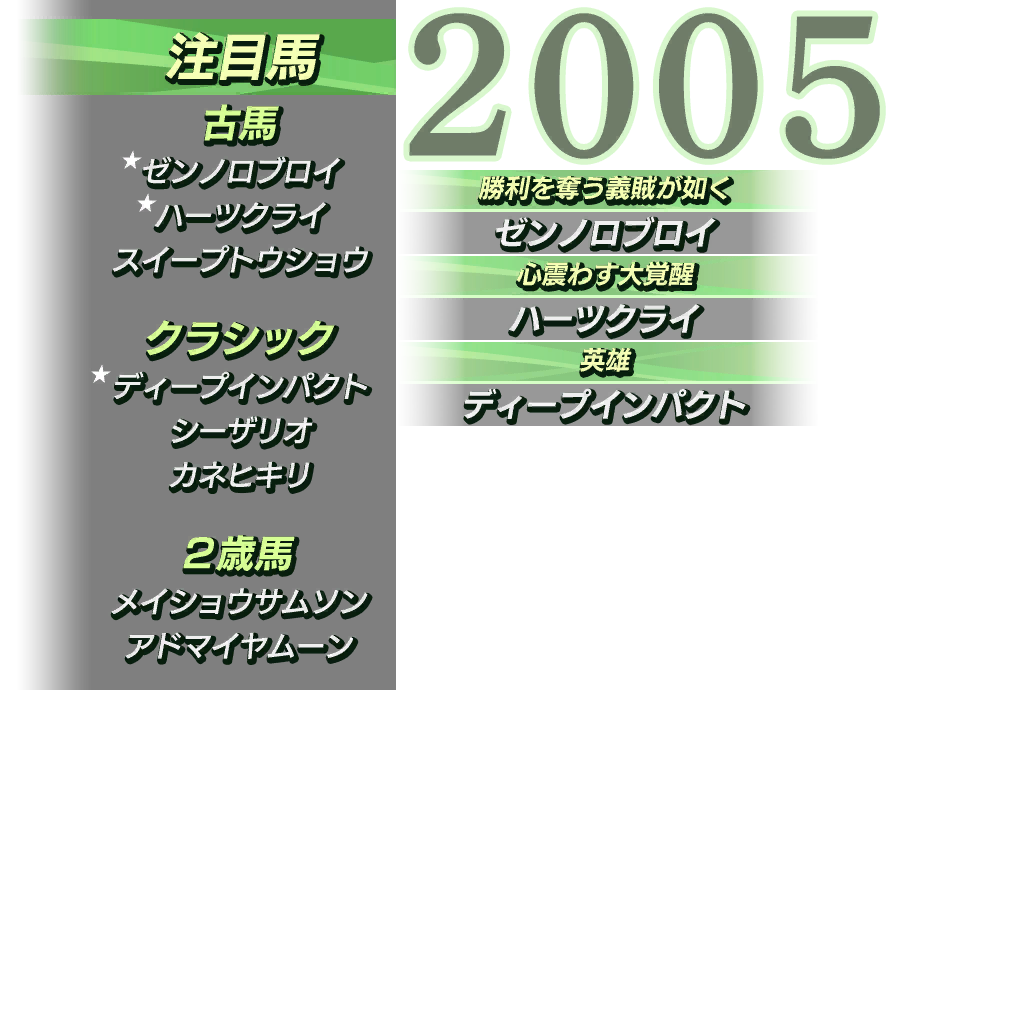 注目馬
古馬
★ゼンノロブロイ
★ハーツクライ
スイープトウショウ
クラシック
★ディープインパクト
シーザリオ
カネヒキリ
2歳馬
メイショウサムソン
アドマイヤムーン
2005
勝利を奪う義賊が如く
ゼンノロブロイ
心震わす大覚醒
ハーツクライ
英雄
ディープインパクト